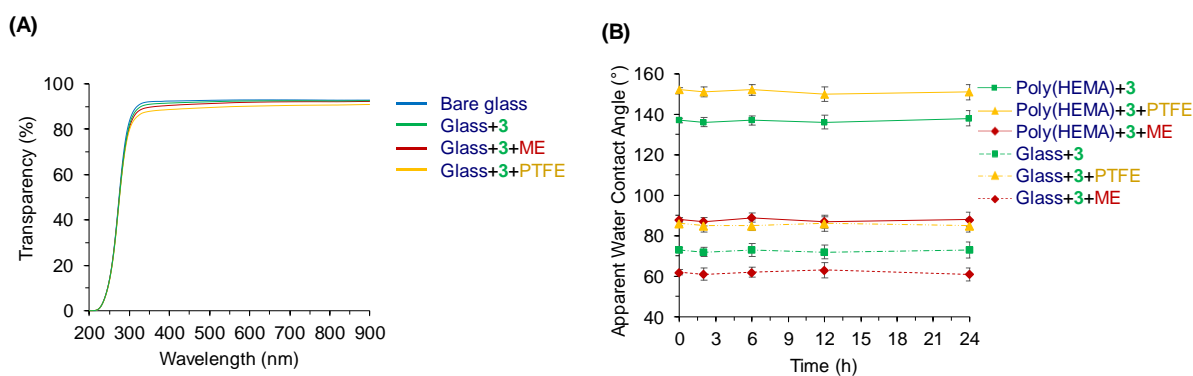 (A)
Transparency (%)
100
80
60
40
20
0
200 300 400 500 600 700 800 900
Wavelength (nm)
Bare glass
Glass+3
Glass+3+ME
Glass+3+PTFE
(B)
Apparent Water Contact Angle (°)
160
140
120
100
80
60
40
0 3 6 9 12 15 18 21 24
Time (h)
Poly(HEMA)+3
Poly(HEMA)+3+PTFE
Poly(HEMA)+3+ME
Glass+3
Glass+3+PTFE
Glass+3+ME